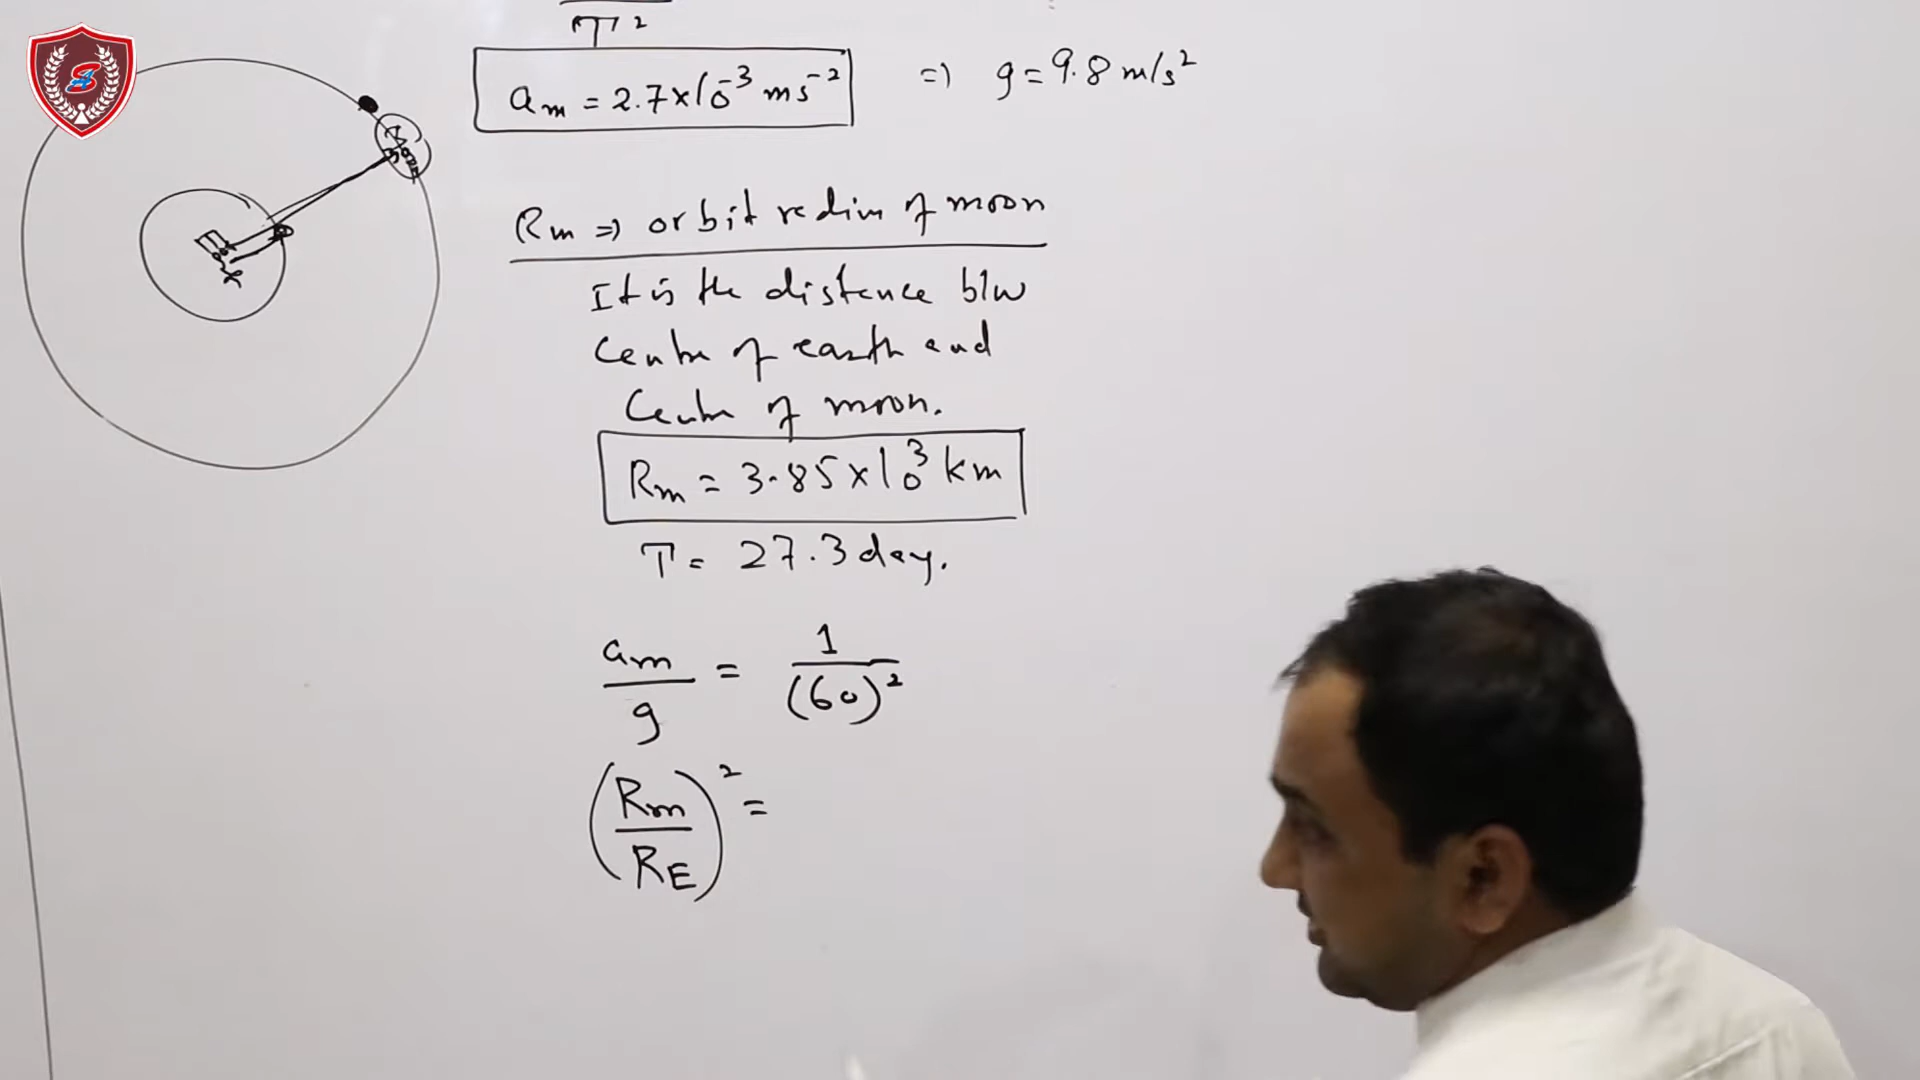 T²
am = 2.7×10⁻³ ms⁻² => g = 9.8 m/s²
Rm => orbit redius of moon
It is the distence b/w
Centre of earth and
Centre of moon.
Rm = 3.85×10³ km
T = 27.3 day.
am/g = 1/(60)²
(Rm/RE)² =